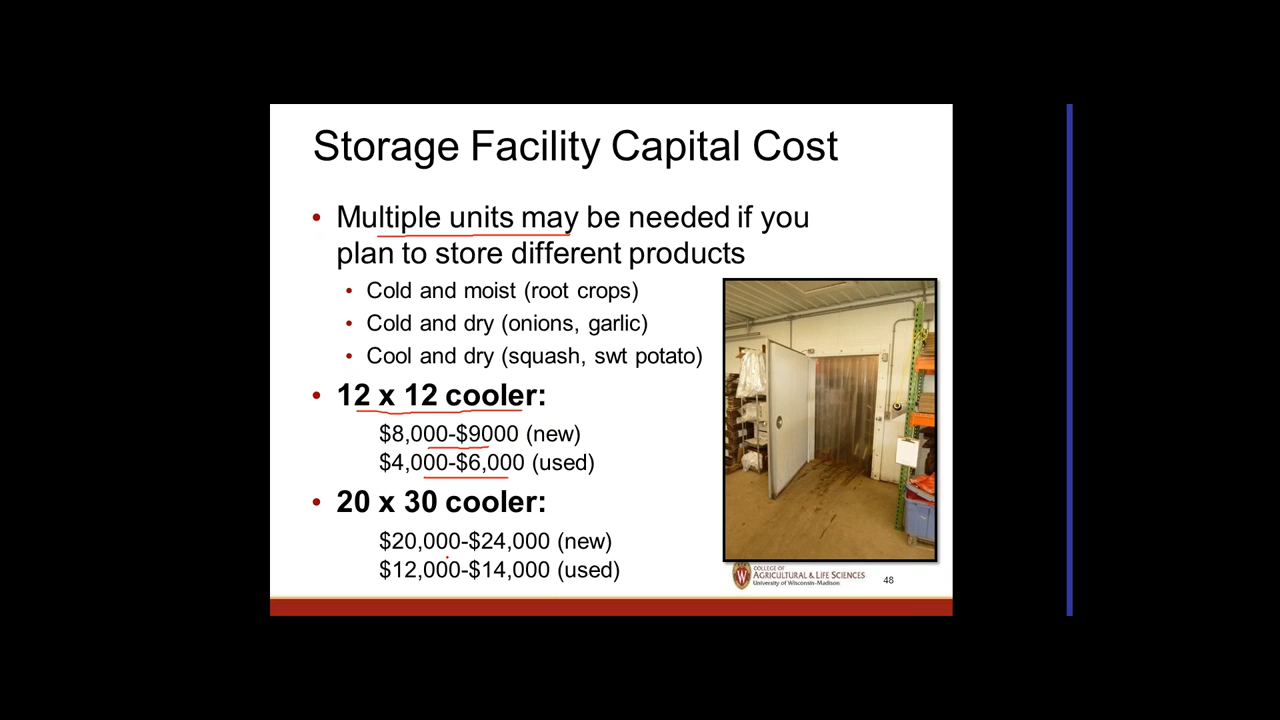 Storage Facility Capital Cost
• Multiple units may be needed if you
plan to store different products
• Cold and moist (root crops)
• Cold and dry (onions, garlic)
• Cool and dry (squash, swt potato)
• 12 x 12 cooler:
$8,000-$9000 (new)
$4,000-$6,000 (used)
• 20 x 30 cooler:
$20,000-$24,000 (new)
$12,000-$14,000 (used)
COLLEGE OF
AGRICULTURAL & LIFE SCIENCES
University of Wisconsin-Madison
48